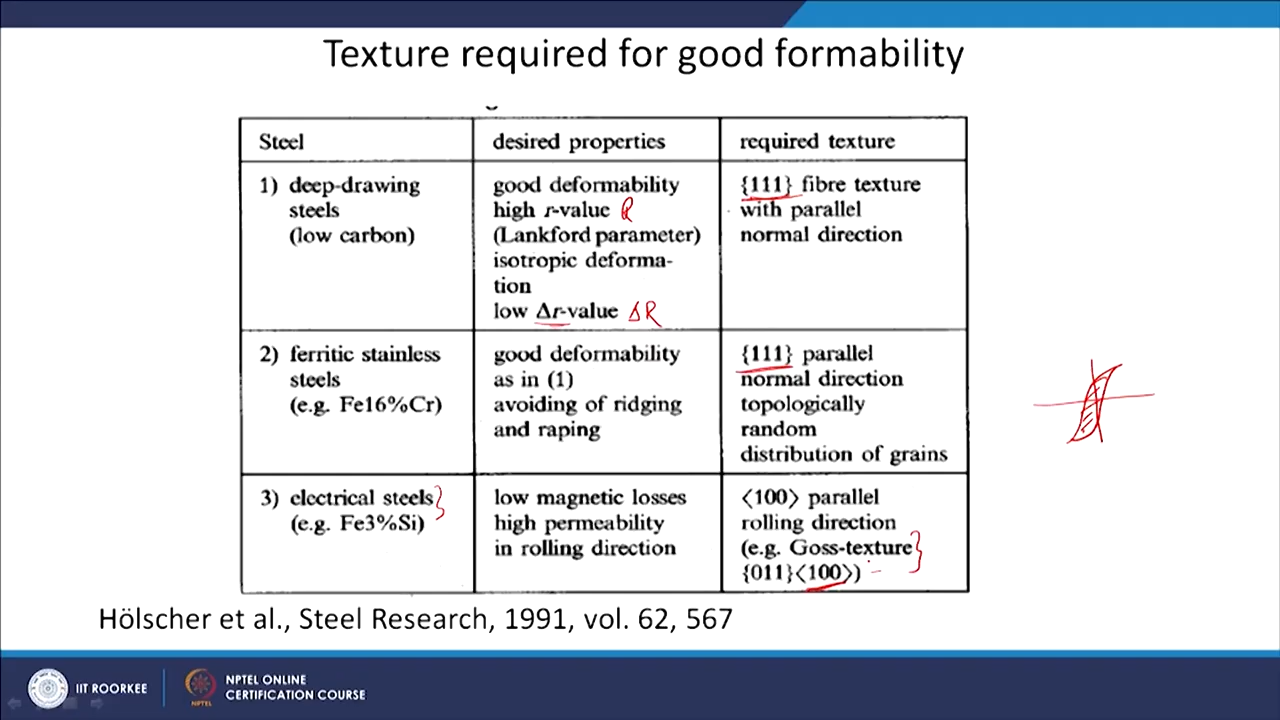 Texture required for good formability
Steel
desired properties
required texture
1) deep-drawing
steels
(low carbon)
good deformability
high r-value R
(Lankford parameter)
isotropic deforma-
tion
low Δr-value ΔR
{111} fibre texture
with parallel
normal direction
2) ferritic stainless
steels
(e.g. Fe16%Cr)
good deformability
as in (1)
avoiding of ridging
and raping
{111} parallel
normal direction
topologically
random
distribution of grains
3) electrical steels
(e.g. Fe3%Si)
low magnetic losses
high permeability
in rolling direction
⟨100⟩ parallel
rolling direction
(e.g. Goss-texture
{011}⟨100⟩)
Hölscher et al., Steel Research, 1991, vol. 62, 567
IIT ROORKEE
NPTEL
NPTEL ONLINE
CERTIFICATION COURSE